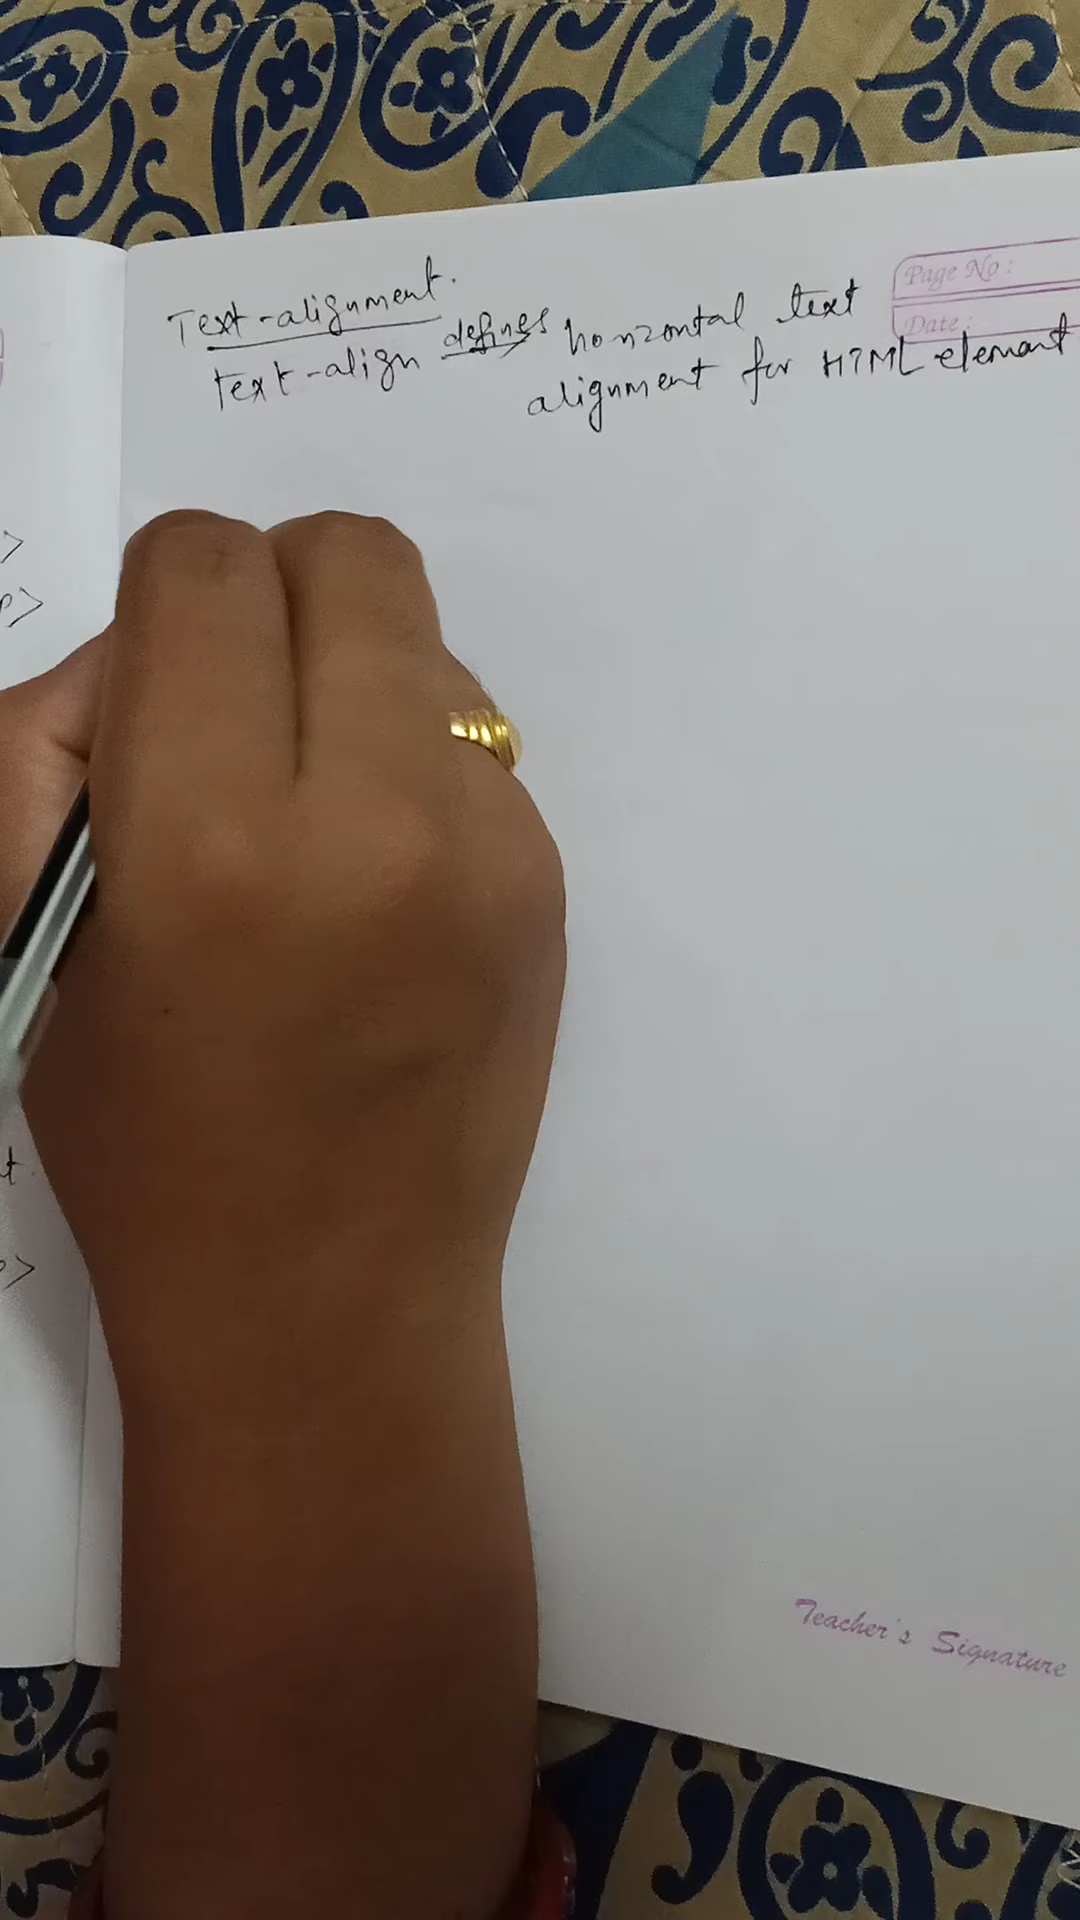 Page No :
Date :
Text-alignment.
text-align defines horizontal text
alignment for HTML element
>
p>
t.
p>
Teacher's Signature